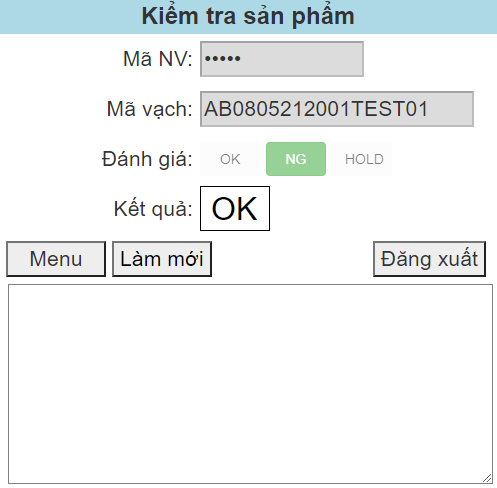 Kiểm tra sản phẩm
Mã NV: •••••
Mã vạch: AB0805212001TEST01
Đánh giá: OK NG HOLD
Kết quả: OK
Menu Làm mới Đăng xuất